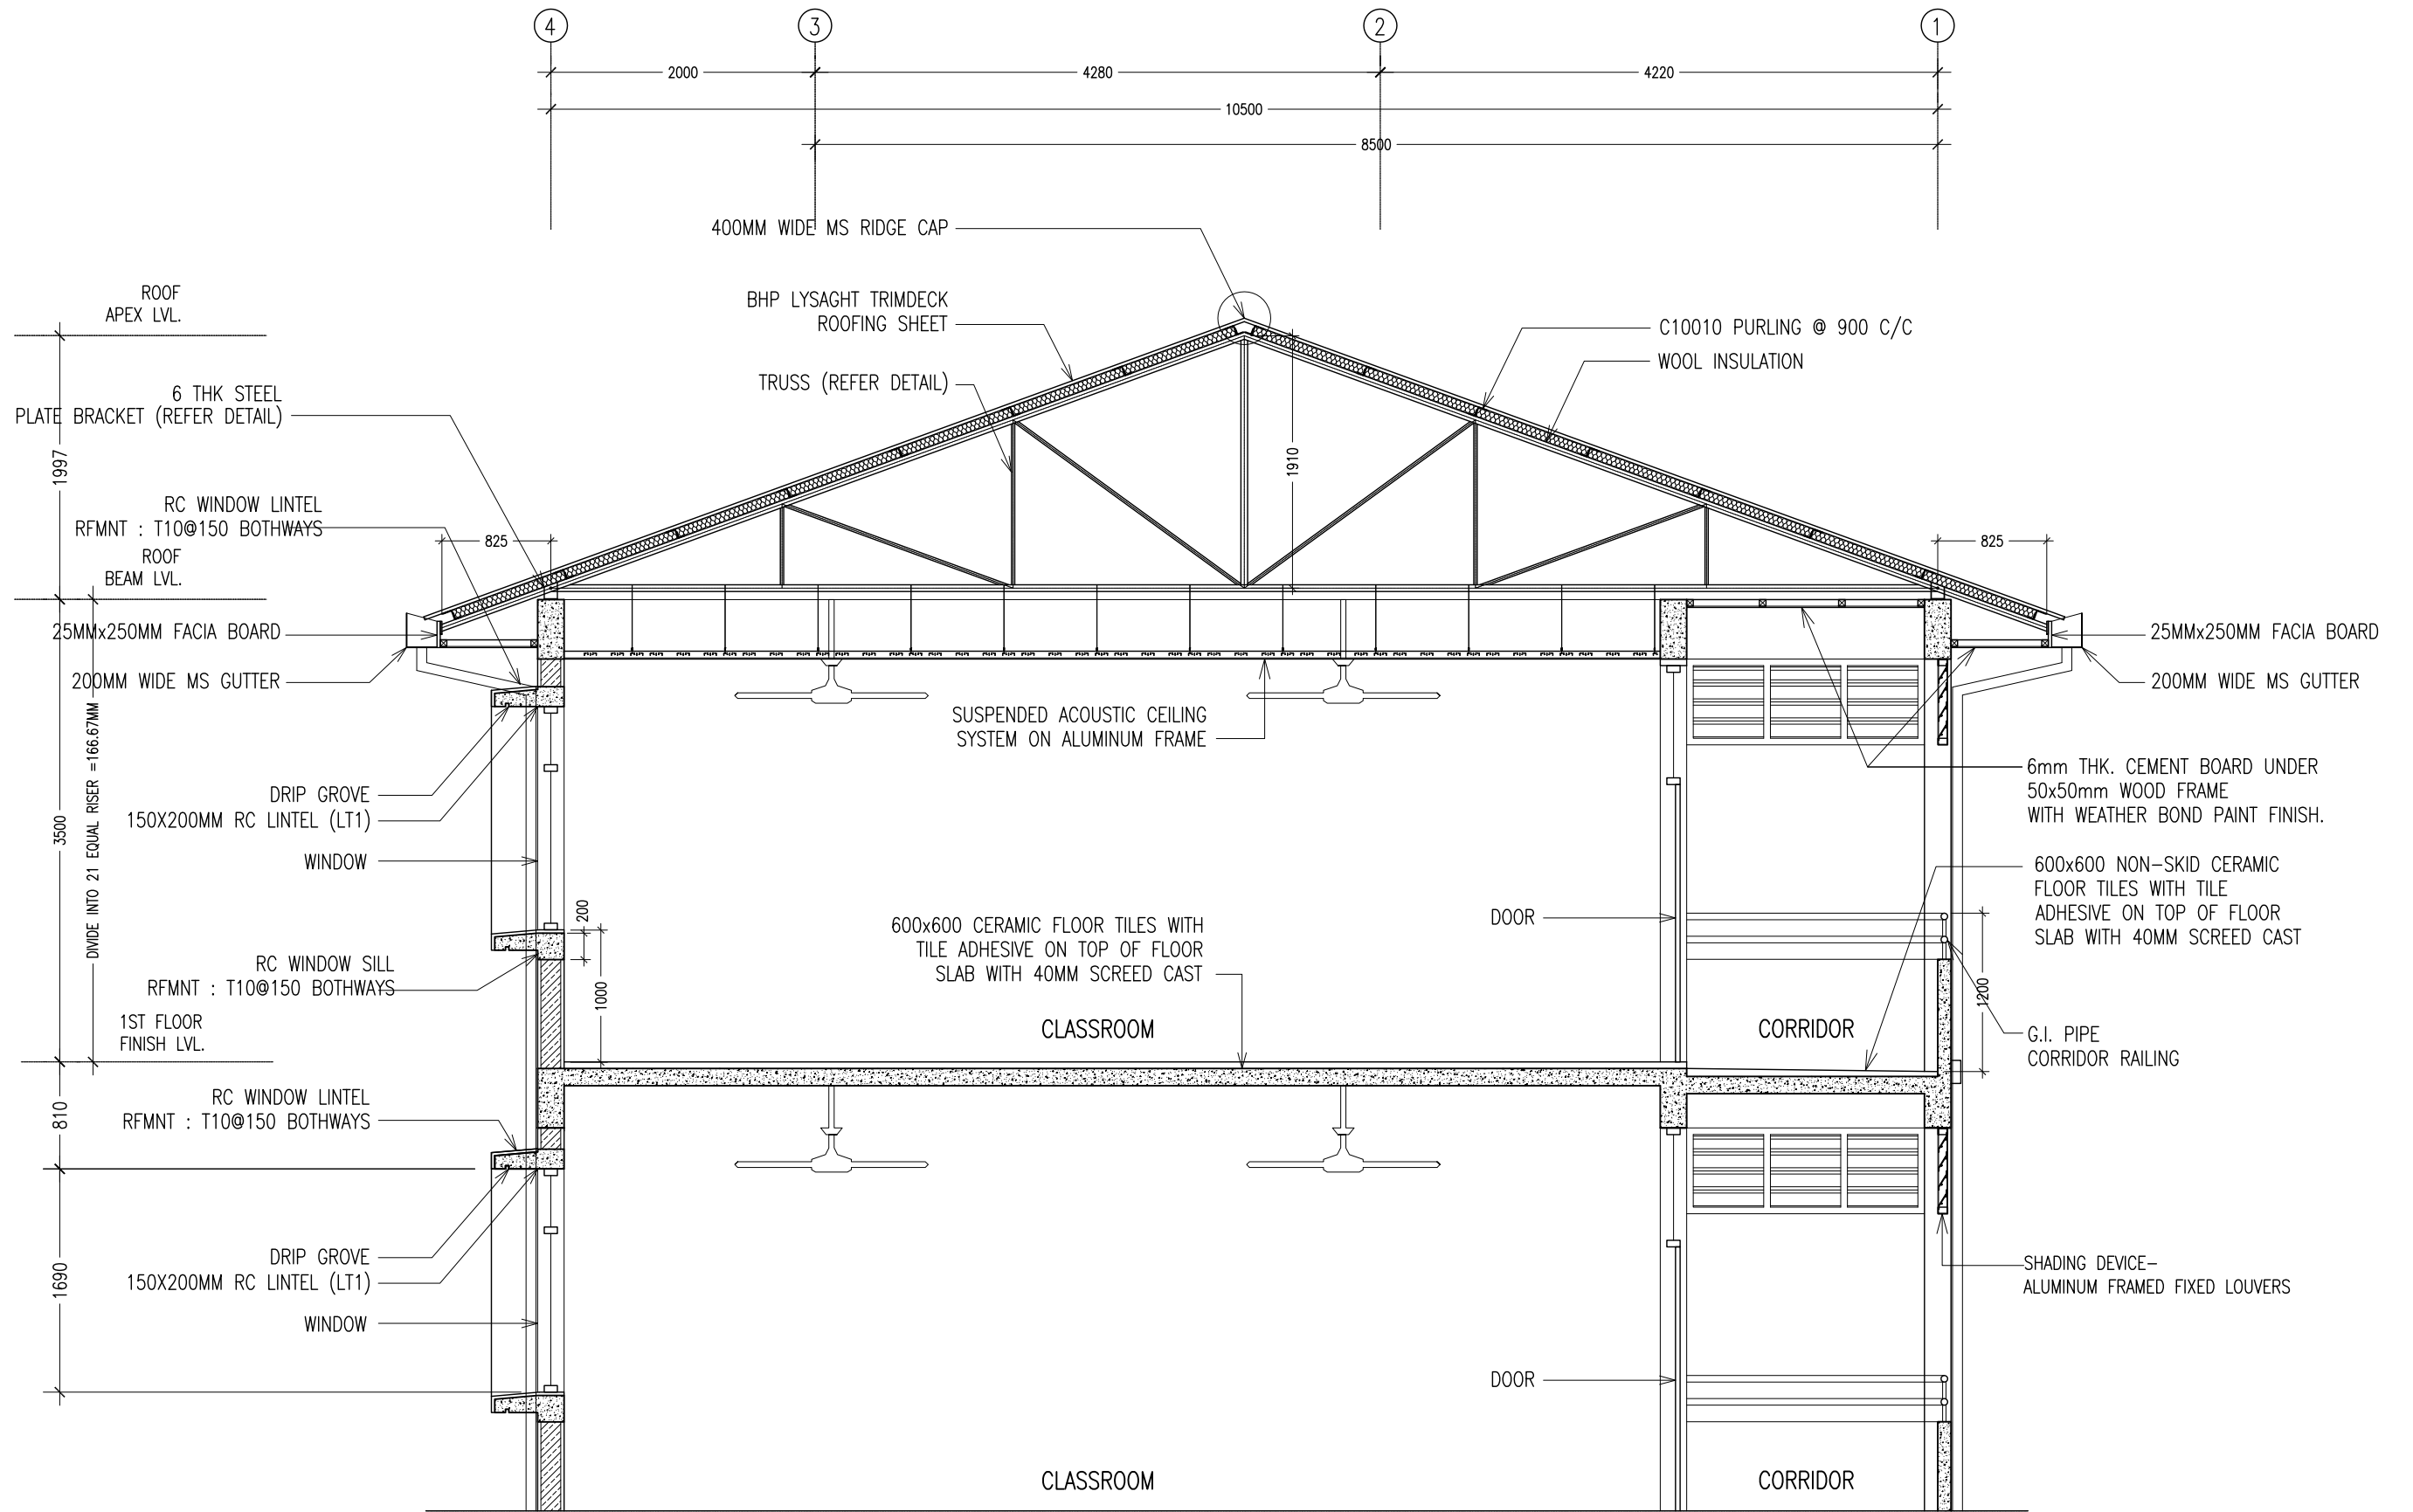 4
3
2
1
2000
4280
4220
10500
8500
400MM WIDE MS RIDGE CAP
ROOF
APEX LVL.
BHP LYSAGHT TRIMDECK
ROOFING SHEET
C10010 PURLING @ 900 C/C
WOOL INSULATION
TRUSS (REFER DETAIL)
6 THK STEEL
PLATE BRACKET (REFER DETAIL)
1997
1910
RC WINDOW LINTEL
RFMNT : T10@150 BOTHWAYS
825
825
ROOF
BEAM LVL.
25MMx250MM FACIA BOARD
25MMx250MM FACIA BOARD
200MM WIDE MS GUTTER
200MM WIDE MS GUTTER
SUSPENDED ACOUSTIC CEILING
SYSTEM ON ALUMINUM FRAME
6mm THK. CEMENT BOARD UNDER
50x50mm WOOD FRAME
WITH WEATHER BOND PAINT FINISH.
DRIP GROVE
150X200MM RC LINTEL (LT1)
3500
DIVIDE INTO 21 EQUAL RISER =166.67MM
WINDOW
600x600 NON-SKID CERAMIC
FLOOR TILES WITH TILE
ADHESIVE ON TOP OF FLOOR
SLAB WITH 40MM SCREED CAST
200
600x600 CERAMIC FLOOR TILES WITH
TILE ADHESIVE ON TOP OF FLOOR
SLAB WITH 40MM SCREED CAST
DOOR
RC WINDOW SILL
RFMNT : T10@150 BOTHWAYS
1000
1200
1ST FLOOR
FINISH LVL.
CLASSROOM
CORRIDOR
G.I. PIPE
CORRIDOR RAILING
RC WINDOW LINTEL
RFMNT : T10@150 BOTHWAYS
810
DRIP GROVE
150X200MM RC LINTEL (LT1)
1690
SHADING DEVICE-
ALUMINUM FRAMED FIXED LOUVERS
WINDOW
DOOR
CLASSROOM
CORRIDOR